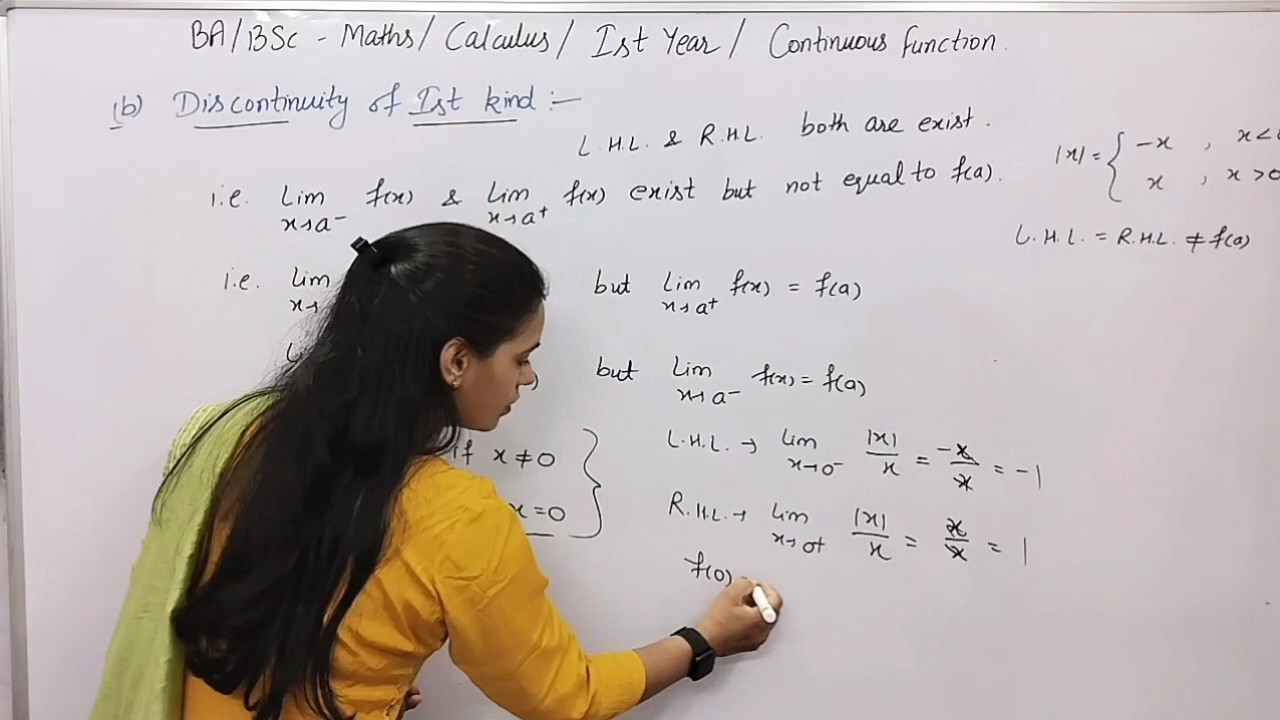 BA/BSc - Maths/ Calculus/ Ist Year/ Continuous function.
(b) Discontinuity of Ist kind :-
L.H.L. & R.H.L. both are exist.
i.e. Lim x→a⁻ f(x) & Lim x→a⁺ f(x) exist but not equal to f(a).
|x| = { -x , x<
x , x>0
L.H.L. = R.H.L. ≠ f(a)
i.e. Lim but Lim x→a⁺ f(x) = f(a)
but Lim x→a⁻ f(x) = f(a)
if x ≠ 0 }
x = 0
L.H.L. → Lim x→0⁻ |x|/x = -x/x = -1
R.H.L. → Lim x→0⁺ |x|/x = x/x = 1
f(0)